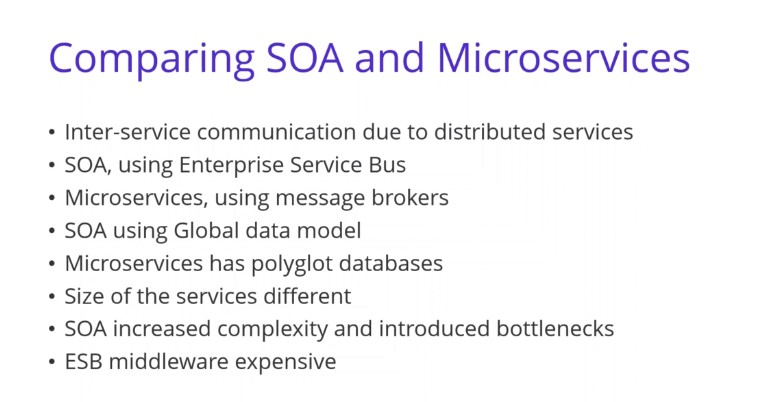 Comparing SOA and Microservices
• Inter-service communication due to distributed services
• SOA, using Enterprise Service Bus
• Microservices, using message brokers
• SOA using Global data model
• Microservices has polyglot databases
• Size of the services different
• SOA increased complexity and introduced bottlenecks
• ESB middleware expensive